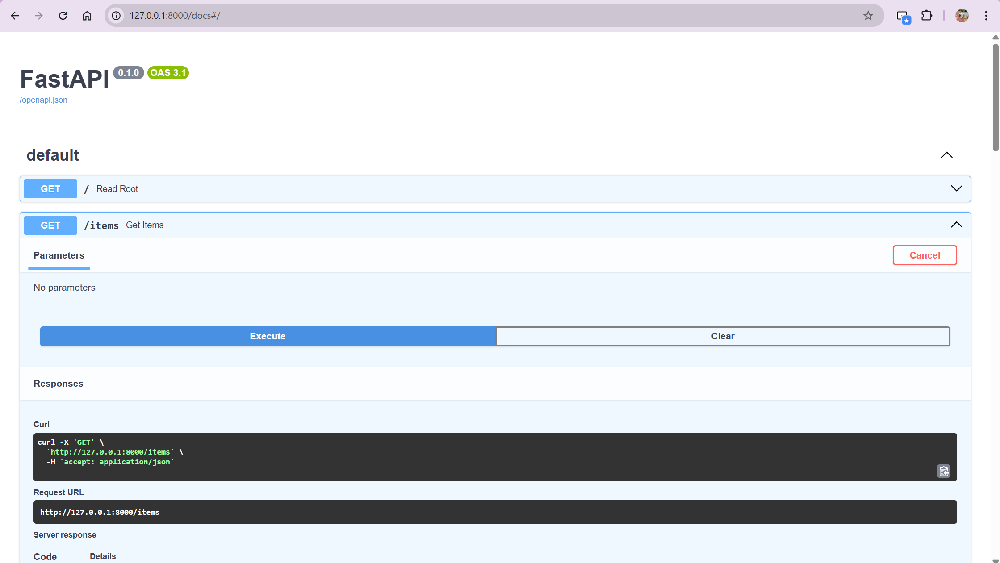 127.0.0.1:8000/docs#/
FastAPI 0.1.0 OAS 3.1
/openapi.json
default
GET / Read Root
GET /items Get Items
Parameters
Cancel
No parameters
Execute
Clear
Responses
Curl
curl -X 'GET' \
  'http://127.0.0.1:8000/items' \
  -H 'accept: application/json'
Request URL
http://127.0.0.1:8000/items
Server response
Code Details